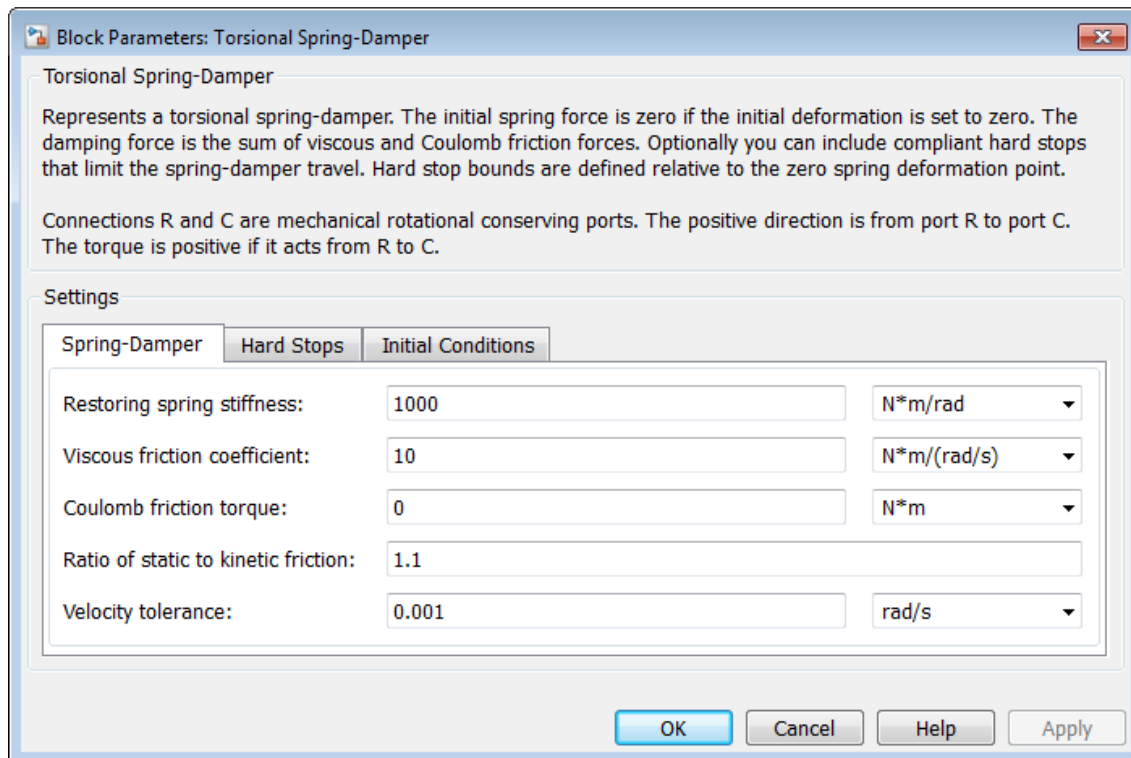 Block Parameters: Torsional Spring-Damper
Torsional Spring-Damper
Represents a torsional spring-damper. The initial spring force is zero if the initial deformation is set to zero. The
damping force is the sum of viscous and Coulomb friction forces. Optionally you can include compliant hard stops
that limit the spring-damper travel. Hard stop bounds are defined relative to the zero spring deformation point.
Connections R and C are mechanical rotational conserving ports. The positive direction is from port R to port C.
The torque is positive if it acts from R to C.
Settings
Spring-Damper Hard Stops Initial Conditions
Restoring spring stiffness: 1000 N*m/rad
Viscous friction coefficient: 10 N*m/(rad/s)
Coulomb friction torque: 0 N*m
Ratio of static to kinetic friction: 1.1
Velocity tolerance: 0.001 rad/s
OK Cancel Help Apply